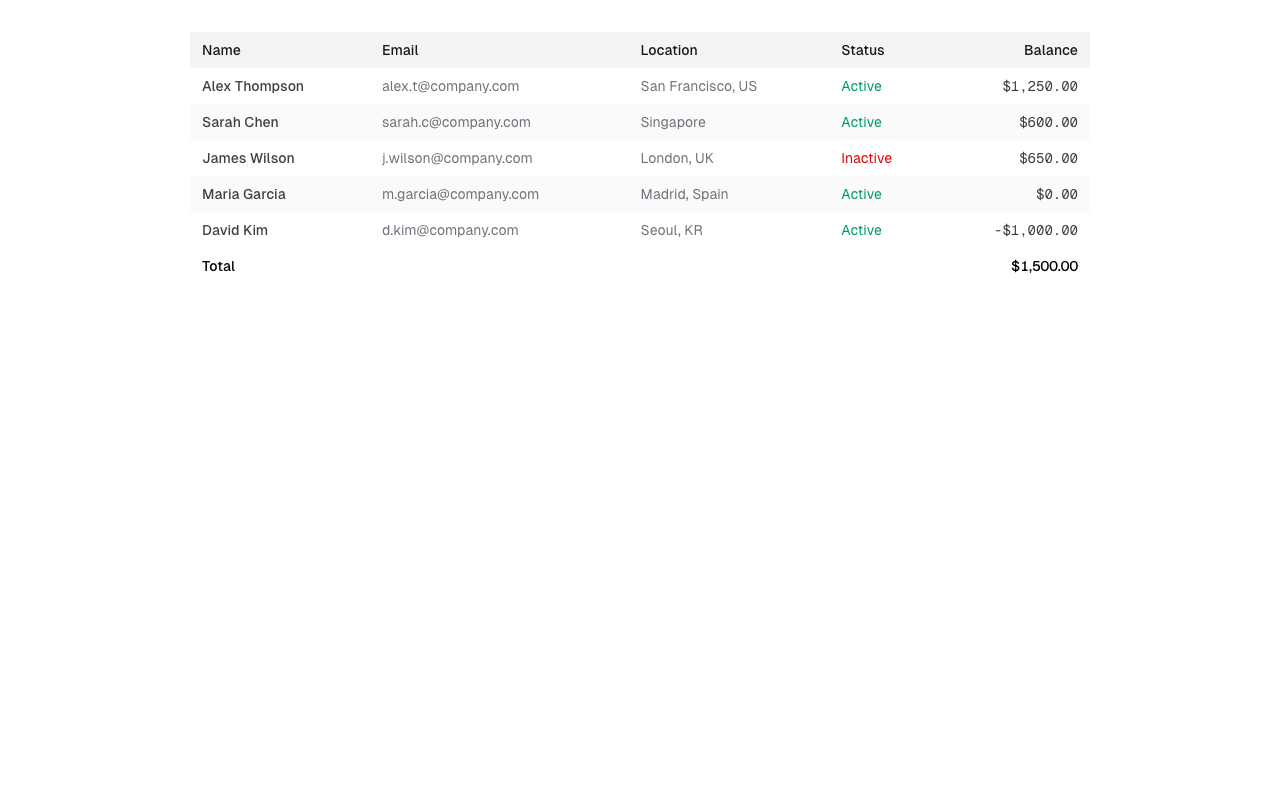 Name Email Location Status Balance
Alex Thompson alex.t@company.com San Francisco, US Active $1,250.00
Sarah Chen sarah.c@company.com Singapore Active $600.00
James Wilson j.wilson@company.com London, UK Inactive $650.00
Maria Garcia m.garcia@company.com Madrid, Spain Active $0.00
David Kim d.kim@company.com Seoul, KR Active -$1,000.00
Total $1,500.00